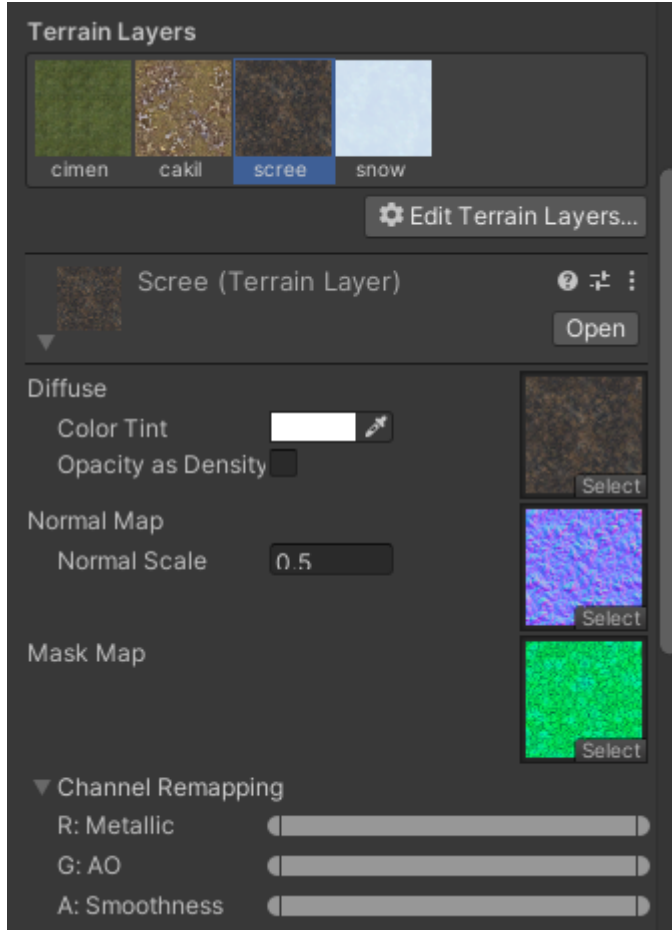 Terrain Layers
cimen cakil scree snow
Edit Terrain Layers...
Scree (Terrain Layer)
Open
Diffuse
Color Tint
Opacity as Density
Select
Normal Map
Normal Scale 0.5
Select
Mask Map
Select
Channel Remapping
R: Metallic
G: AO
A: Smoothness